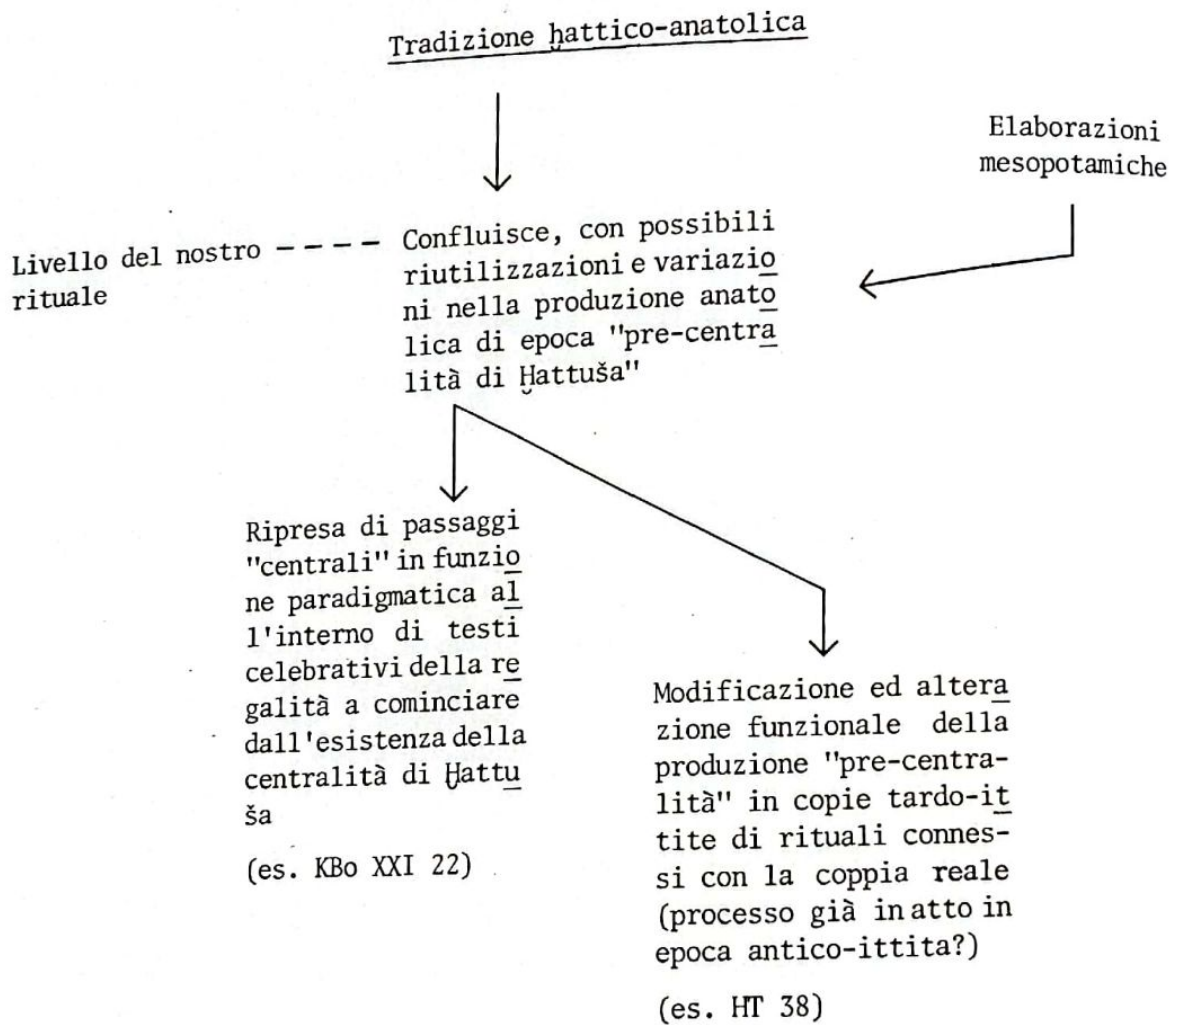 Tradizione ḫattico-anatolica
Elaborazioni
mesopotamiche
Livello del nostro ----
rituale
Confluisce, con possibili
riutilizzazioni e variazio
ni nella produzione anato
lica di epoca "pre-centra
lità di Ḫattuša"
Ripresa di passaggi
"centrali" in funzio
ne paradigmatica al
l'interno di testi
celebrativi della re
galità a cominciare
dall'esistenza della
centralità di Ḫattu
ša
(es. KBo XXI 22)
Modificazione ed altera
zione funzionale della
produzione "pre-centra-
lità" in copie tardo-it
tite di rituali connes-
si con la coppia reale
(processo già in atto in
epoca antico-ittita?)
(es. HT 38)